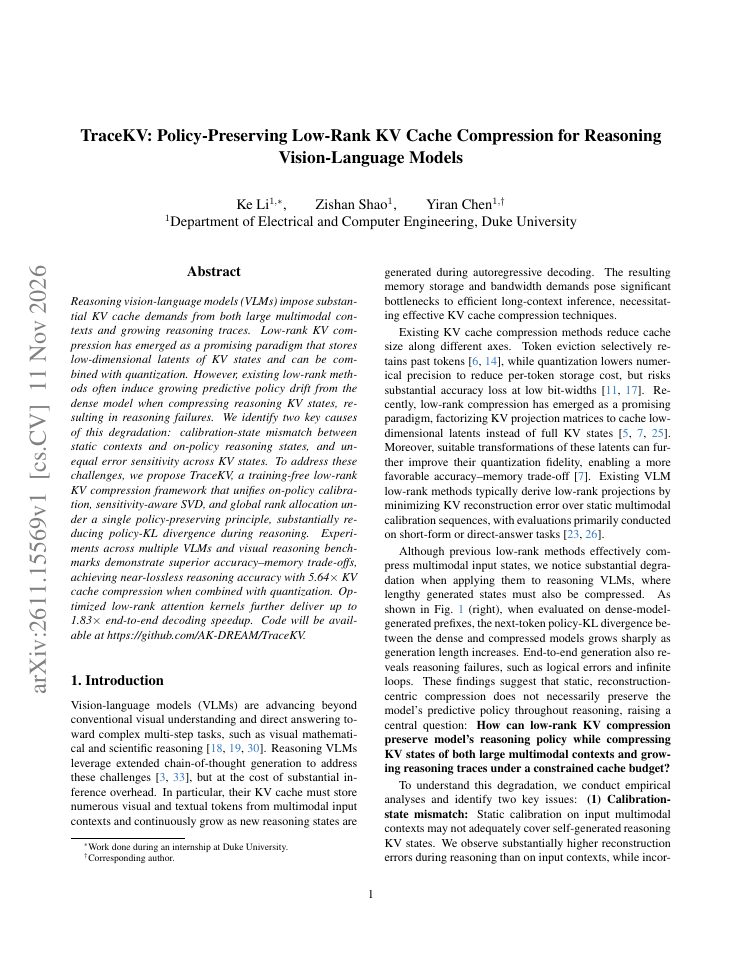 TraceKV: Policy-Preserving Low-Rank KV Cache Compression for Reasoning
Vision-Language Models
Ke Li1,∗, Zishan Shao1, Yiran Chen1,†
1Department of Electrical and Computer Engineering, Duke University
arXiv:2611.15569v1 [cs.CV] 11 Nov 2026
Abstract
Reasoning vision-language models (VLMs) impose substan-
tial KV cache demands from both large multimodal con-
texts and growing reasoning traces. Low-rank KV com-
pression has emerged as a promising paradigm that stores
low-dimensional latents of KV states and can be com-
bined with quantization. However, existing low-rank meth-
ods often induce growing predictive policy drift from the
dense model when compressing reasoning KV states, re-
sulting in reasoning failures. We identify two key causes
of this degradation: calibration-state mismatch between
static contexts and on-policy reasoning states, and un-
equal error sensitivity across KV states. To address these
challenges, we propose TraceKV, a training-free low-rank
KV compression framework that unifies on-policy calibra-
tion, sensitivity-aware SVD, and global rank allocation un-
der a single policy-preserving principle, substantially re-
ducing policy-KL divergence during reasoning. Experi-
ments across multiple VLMs and visual reasoning bench-
marks demonstrate superior accuracy–memory trade-offs,
achieving near-lossless reasoning accuracy with 5.64× KV
cache compression when combined with quantization. Op-
timized low-rank attention kernels further deliver up to
1.83× end-to-end decoding speedup. Code will be avail-
able at https://github.com/AK-DREAM/TraceKV.
1. Introduction
Vision-language models (VLMs) are advancing beyond
conventional visual understanding and direct answering to-
ward complex multi-step tasks, such as visual mathemati-
cal and scientific reasoning [18, 19, 30]. Reasoning VLMs
leverage extended chain-of-thought generation to address
these challenges [3, 33], but at the cost of substantial in-
ference overhead. In particular, their KV cache must store
numerous visual and textual tokens from multimodal input
contexts and continuously grow as new reasoning states are
∗Work done during an internship at Duke University.
†Corresponding author.
generated during autoregressive decoding. The resulting
memory storage and bandwidth demands pose significant
bottlenecks to efficient long-context inference, necessitat-
ing effective KV cache compression techniques.
Existing KV cache compression methods reduce cache
size along different axes. Token eviction selectively re-
tains past tokens [6, 14], while quantization lowers numer-
ical precision to reduce per-token storage cost, but risks
substantial accuracy loss at low bit-widths [11, 17]. Re-
cently, low-rank compression has emerged as a promising
paradigm, factorizing KV projection matrices to cache low-
dimensional latents instead of full KV states [5, 7, 25].
Moreover, suitable transformations of these latents can fur-
ther improve their quantization fidelity, enabling a more
favorable accuracy–memory trade-off [7]. Existing VLM
low-rank methods typically derive low-rank projections by
minimizing KV reconstruction error over static multimodal
calibration sequences, with evaluations primarily conducted
on short-form or direct-answer tasks [23, 26].
Although previous low-rank methods effectively com-
press multimodal input states, we notice substantial degra-
dation when applying them to reasoning VLMs, where
lengthy generated states must also be compressed. As
shown in Fig. 1 (right), when evaluated on dense-model-
generated prefixes, the next-token policy-KL divergence be-
tween the dense and compressed models grows sharply as
generation length increases. End-to-end generation also re-
veals reasoning failures, such as logical errors and infinite
loops. These findings suggest that static, reconstruction-
centric compression does not necessarily preserve the
model's predictive policy throughout reasoning, raising a
central question: How can low-rank KV compression
preserve model's reasoning policy while compressing
KV states of both large multimodal contexts and grow-
ing reasoning traces under a constrained cache budget?
To understand this degradation, we conduct empirical
analyses and identify two key issues: (1) Calibration-
state mismatch: Static calibration on input multimodal
contexts may not adequately cover self-generated reasoning
KV states. We observe substantially higher reconstruction
errors during reasoning than on input contexts, while incor-
1